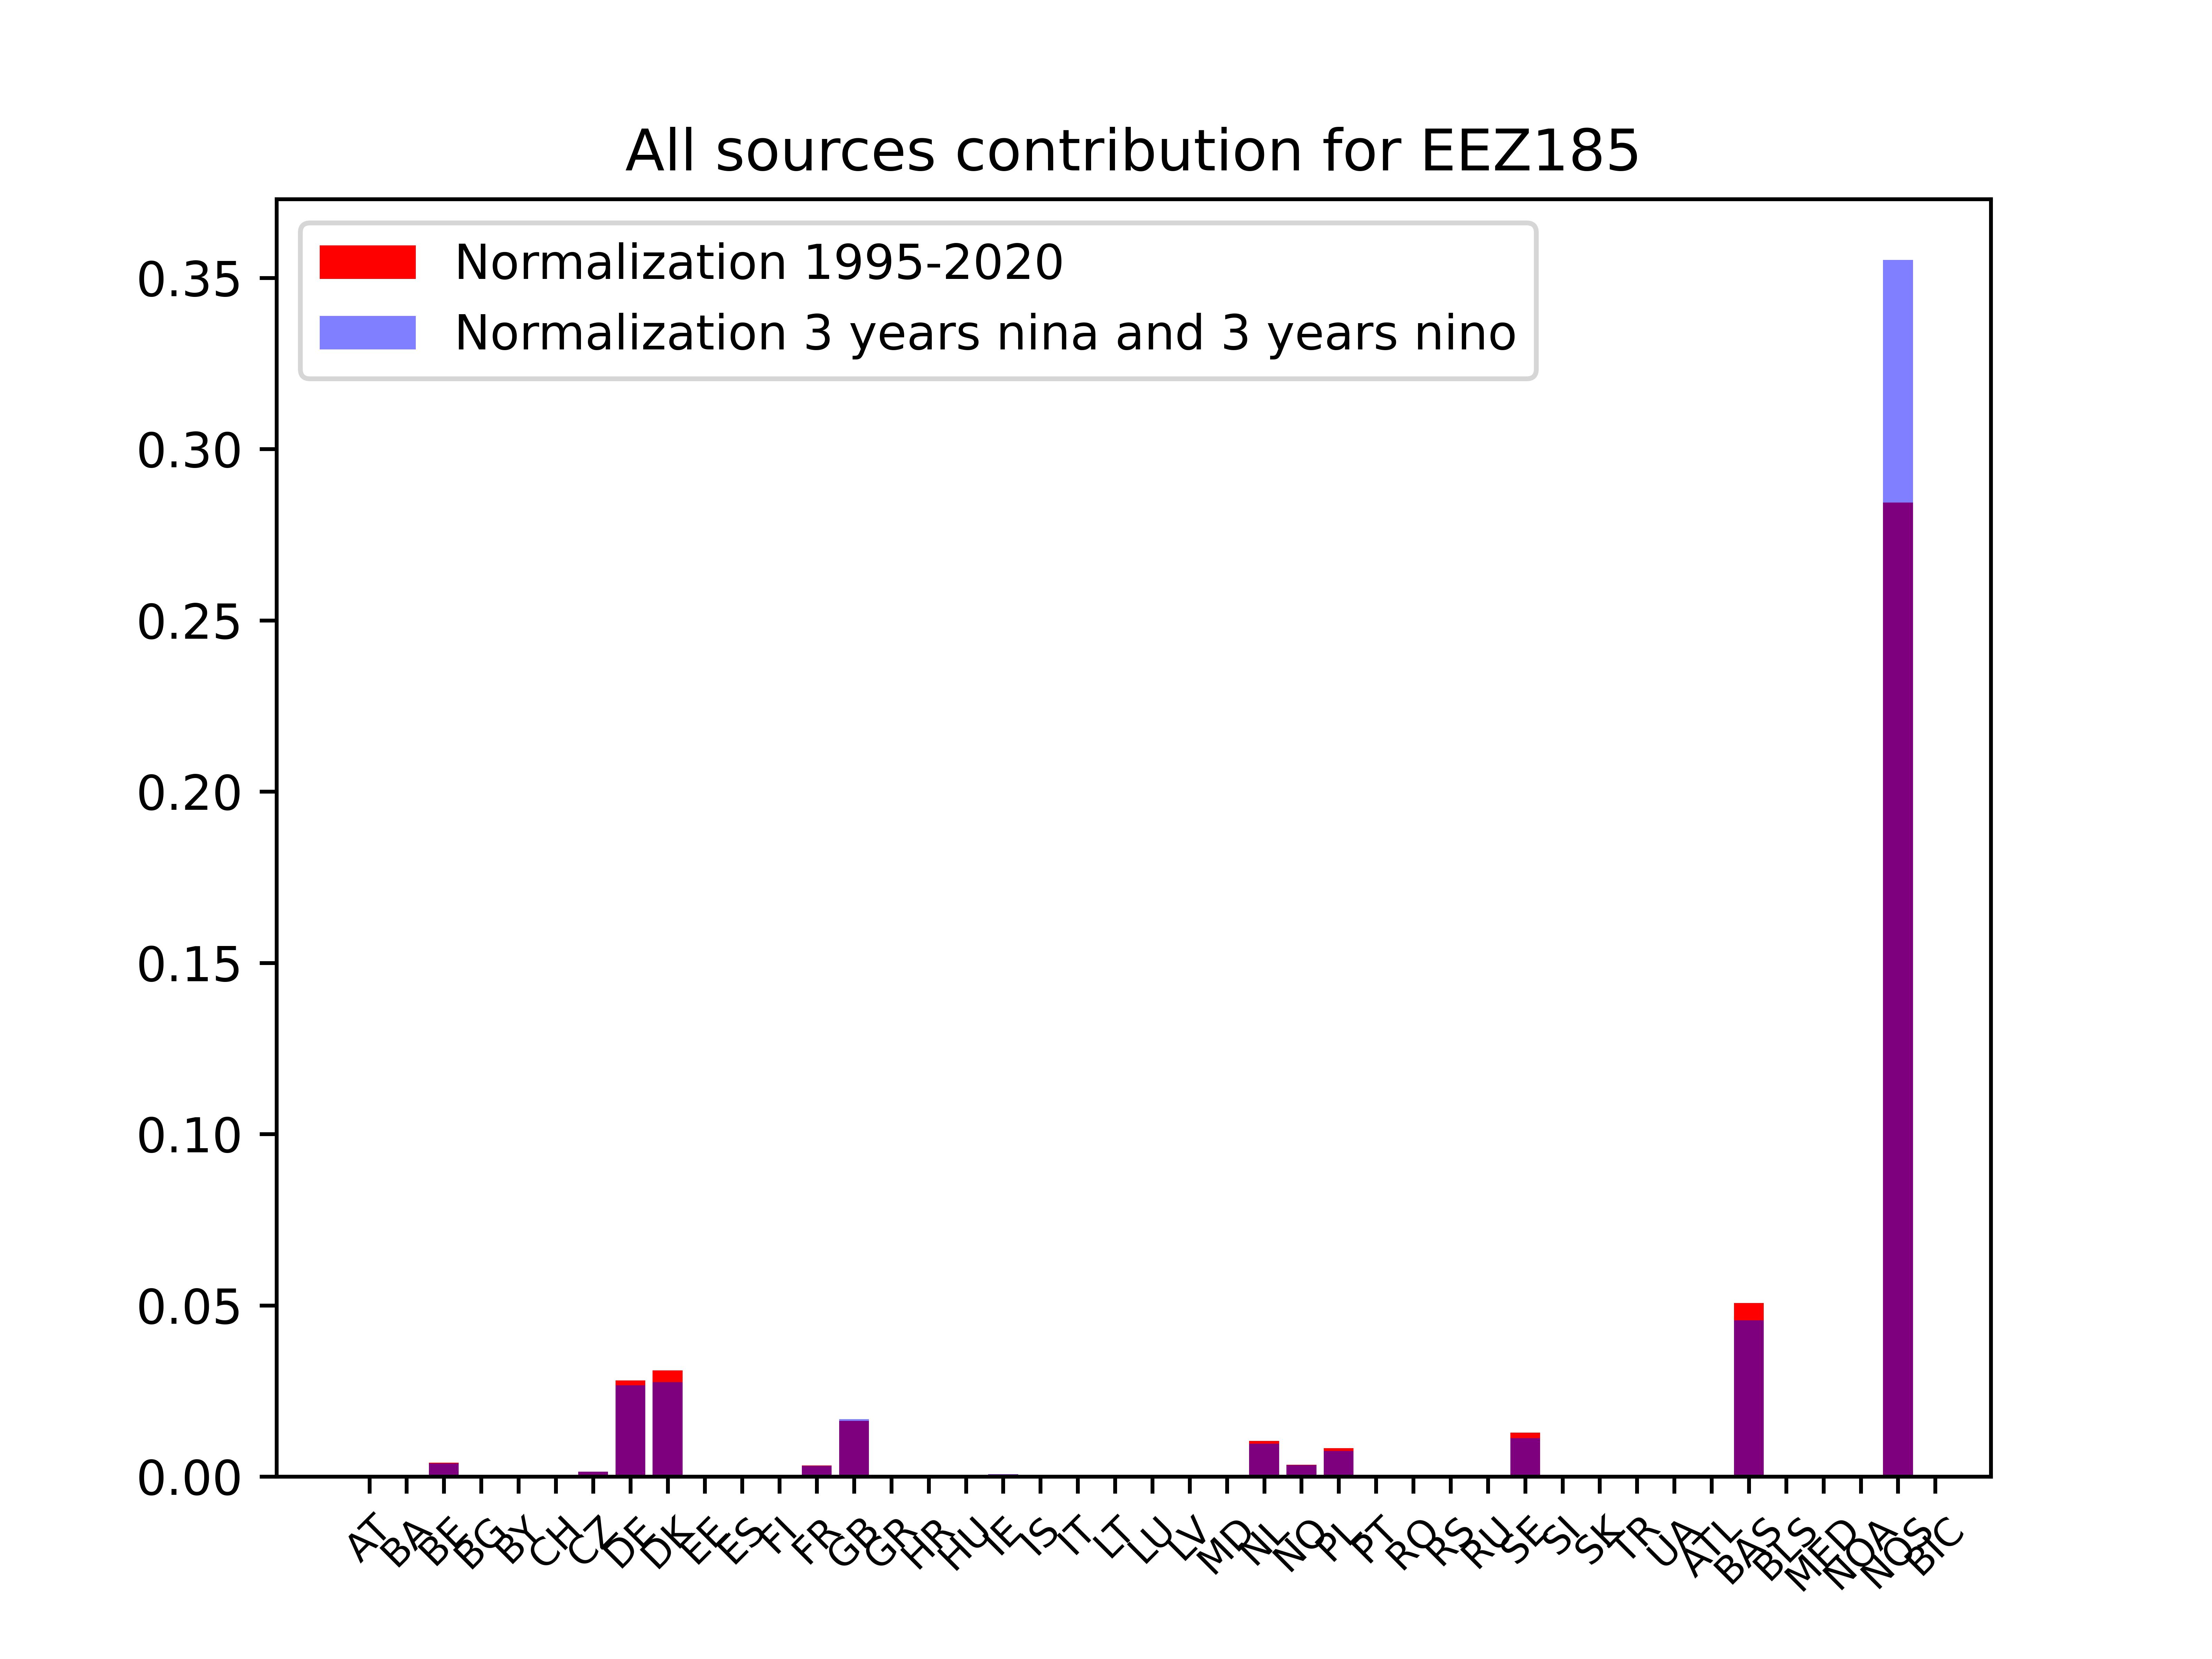 All sources contribution for EEZ185
Normalization 1995-2020
Normalization 3 years nina and 3 years nino
0.35
0.30
0.25
0.20
0.15
0.10
0.05
0.00
AT BA BE BG BY CH CZ DE DK EE ES FI FR GB GR HR HU IE IS IT LT LU LV MD NL NO PL PT RO RS RU SE SI SK TR UA ATL BAS BLS MED NOA NOS BIC